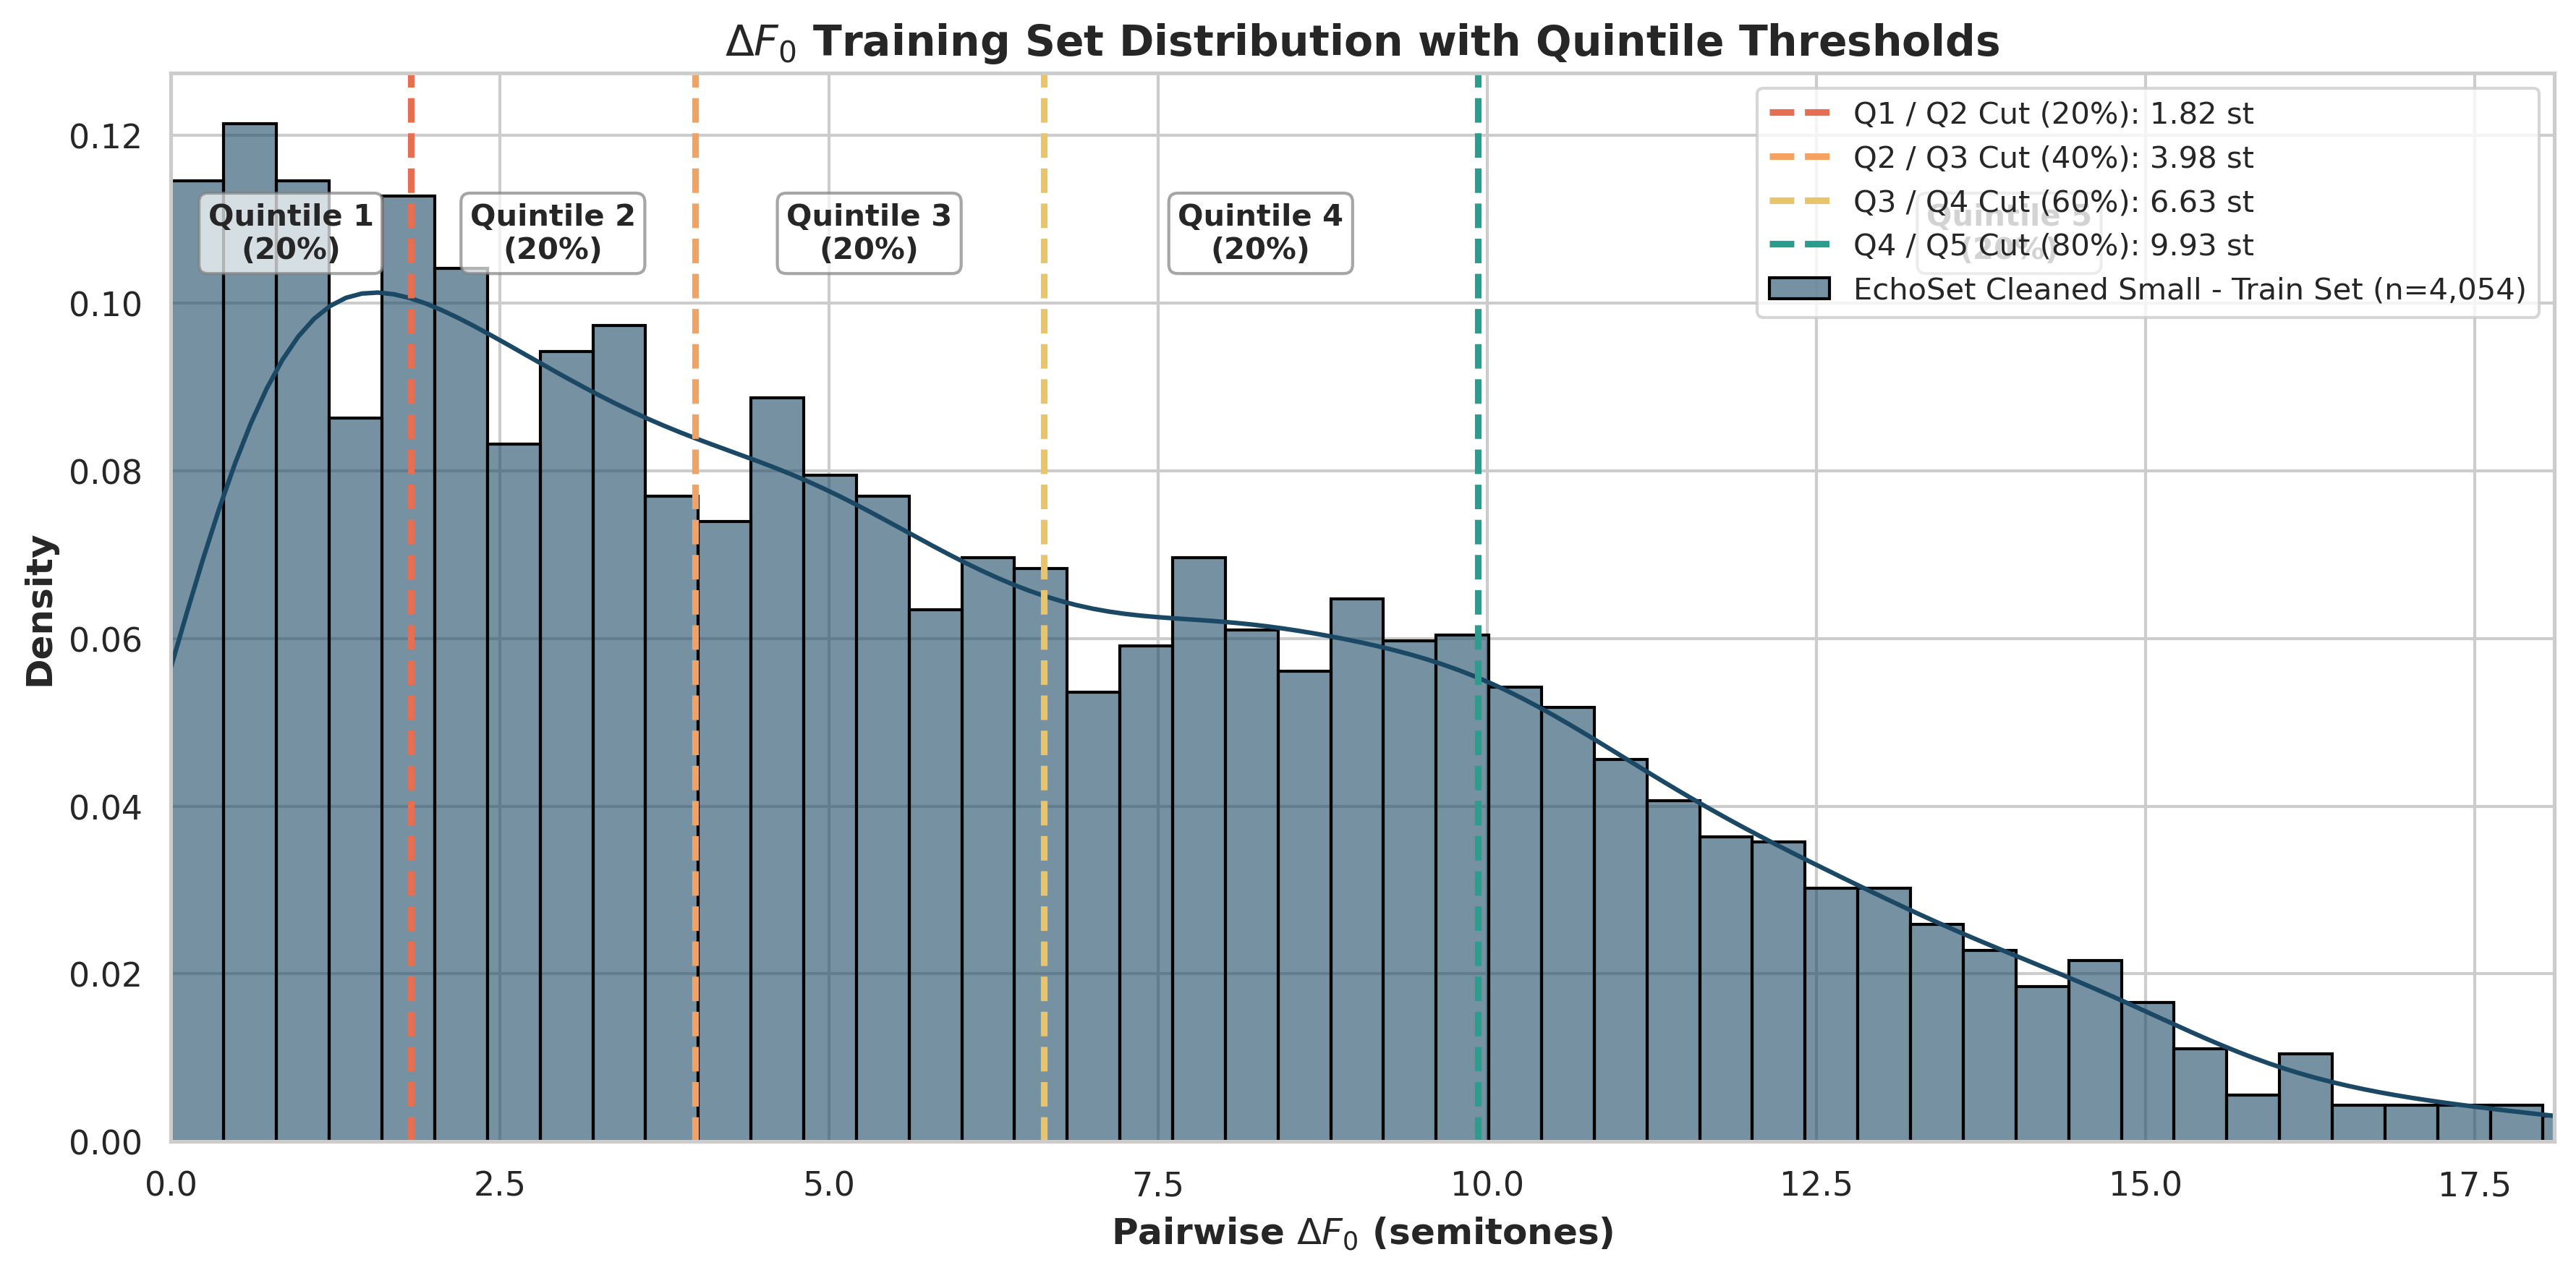 ΔF₀ Training Set Distribution with Quintile Thresholds
Q1 / Q2 Cut (20%): 1.82 st
Q2 / Q3 Cut (40%): 3.98 st
Q3 / Q4 Cut (60%): 6.63 st
Q4 / Q5 Cut (80%): 9.93 st
EchoSet Cleaned Small - Train Set (n=4,054)
Quintile 1
(20%)
Quintile 2
(20%)
Quintile 3
(20%)
Quintile 4
(20%)
Quintile 5
(20%)
Density
0.12
0.10
0.08
0.06
0.04
0.02
0.00
0.0
2.5
5.0
7.5
10.0
12.5
15.0
17.5
Pairwise ΔF₀ (semitones)